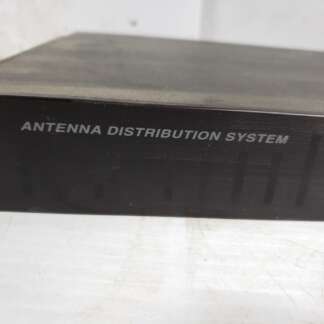 ANTENNA DISTRIBUTION SYSTEM